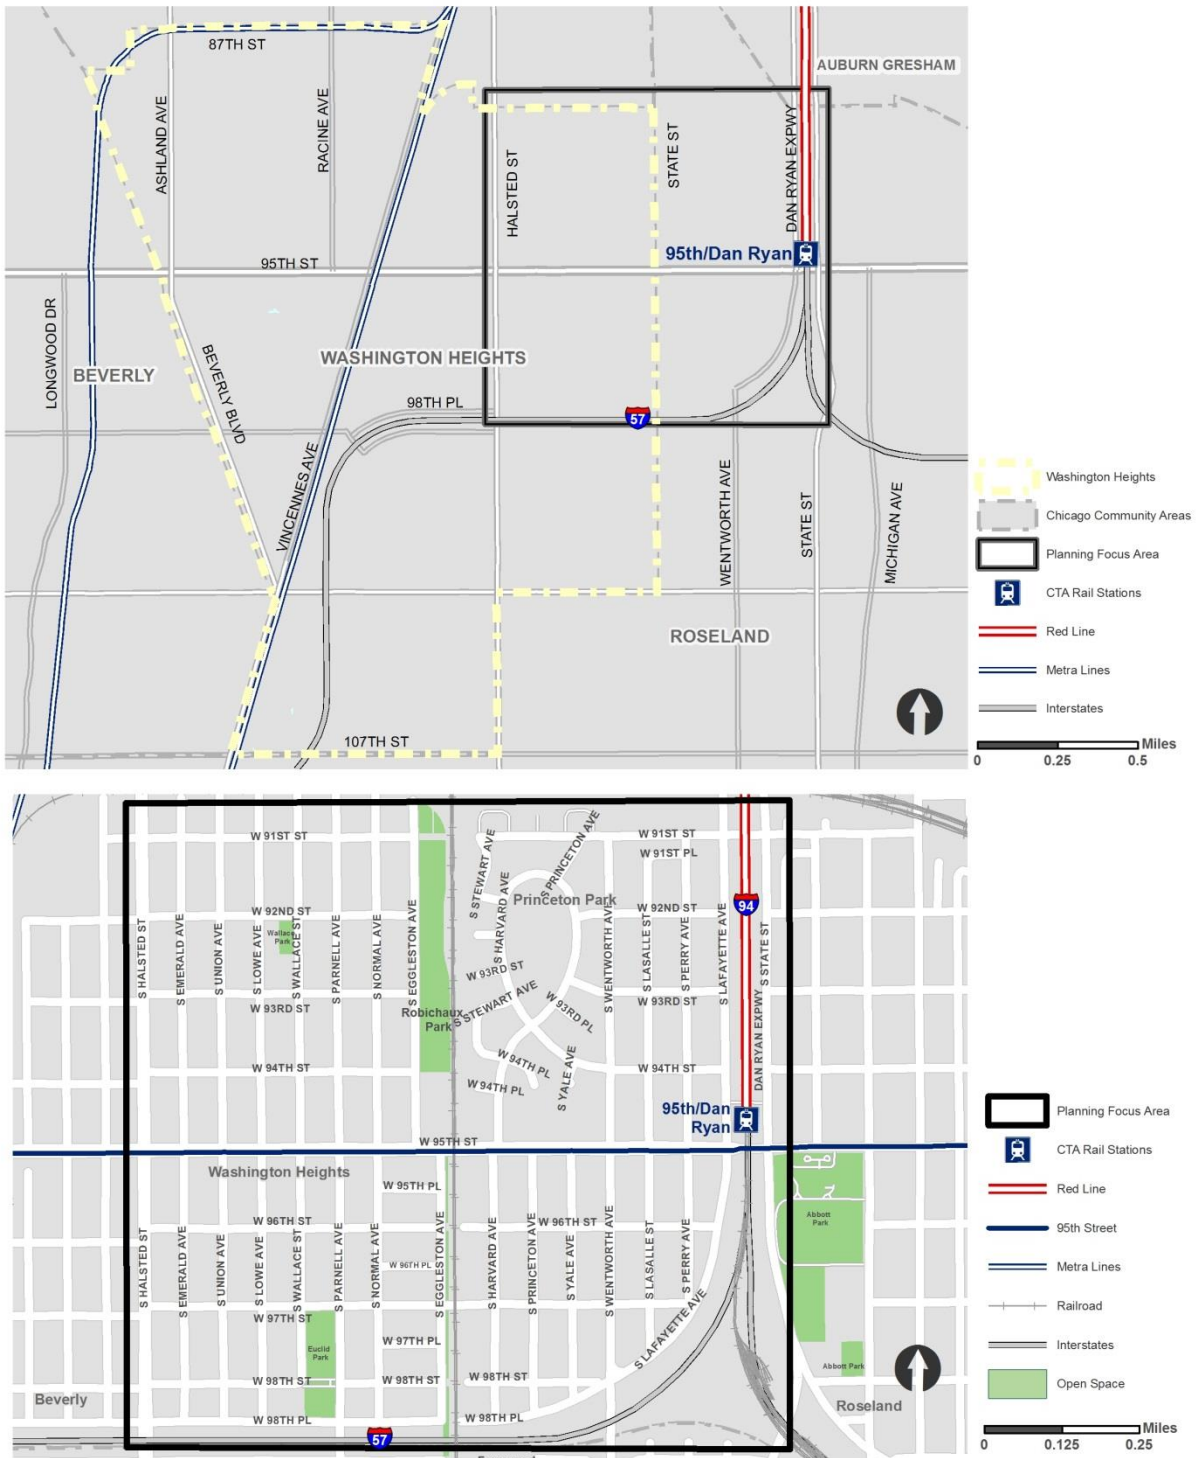 87TH ST
AUBURN GRESHAM
ASHLAND AVE
RACINE AVE
HALSTED ST
STATE ST
DAN RYAN EXPWY
95th/Dan Ryan
95TH ST
LONGWOOD DR
BEVERLY
BEVERLY BLVD
WASHINGTON HEIGHTS
98TH PL
57
VINCENNES AVE
WENTWORTH AVE
STATE ST
MICHIGAN AVE
ROSELAND
107TH ST
Washington Heights
Chicago Community Areas
Planning Focus Area
CTA Rail Stations
Red Line
Metra Lines
Interstates
Miles
0 0.25 0.5
W 91ST ST
W 91ST ST
W 91ST PL
S STEWART AVE
S PRINCETON AVE
S HARVARD AVE
Princeton Park
W 92ND ST
W 92ND ST
94
Wallace
Park
S HALSTED ST
S EMERALD AVE
S UNION AVE
S LOWE AVE
S WALLACE ST
S PARNELL AVE
S NORMAL AVE
S EGGLESTON AVE
S WENTWORTH AVE
S LASALLE ST
S PERRY AVE
S LAFAYETTE AVE
S STATE ST
DAN RYAN EXPWY
W 93RD ST
W 93RD ST
W 93RD ST
S STEWART AVE
W 93RD PL
Robichaux
Park
W 94TH ST
W 94TH PL
W 94TH PL
S YALE AVE
W 94TH ST
95th/Dan
Ryan
W 95TH ST
Washington Heights
W 95TH PL
W 96TH ST
W 96TH ST
W 96TH PL
S HALSTED ST
S EMERALD AVE
S UNION AVE
S LOWE AVE
S WALLACE ST
S PARNELL AVE
S NORMAL AVE
S EGGLESTON AVE
S HARVARD AVE
S PRINCETON AVE
S YALE AVE
S WENTWORTH AVE
S LASALLE ST
S PERRY AVE
S LAFAYETTE AVE
Abbott
Park
W 97TH ST
W 97TH PL
Euclid
Park
W 98TH ST
W 98TH ST
W 98TH ST
W 98TH PL
W 98TH PL
Abbott Park
Beverly
Roseland
57
Planning Focus Area
CTA Rail Stations
Red Line
95th Street
Metra Lines
Railroad
Interstates
Open Space
Miles
0 0.125 0.25